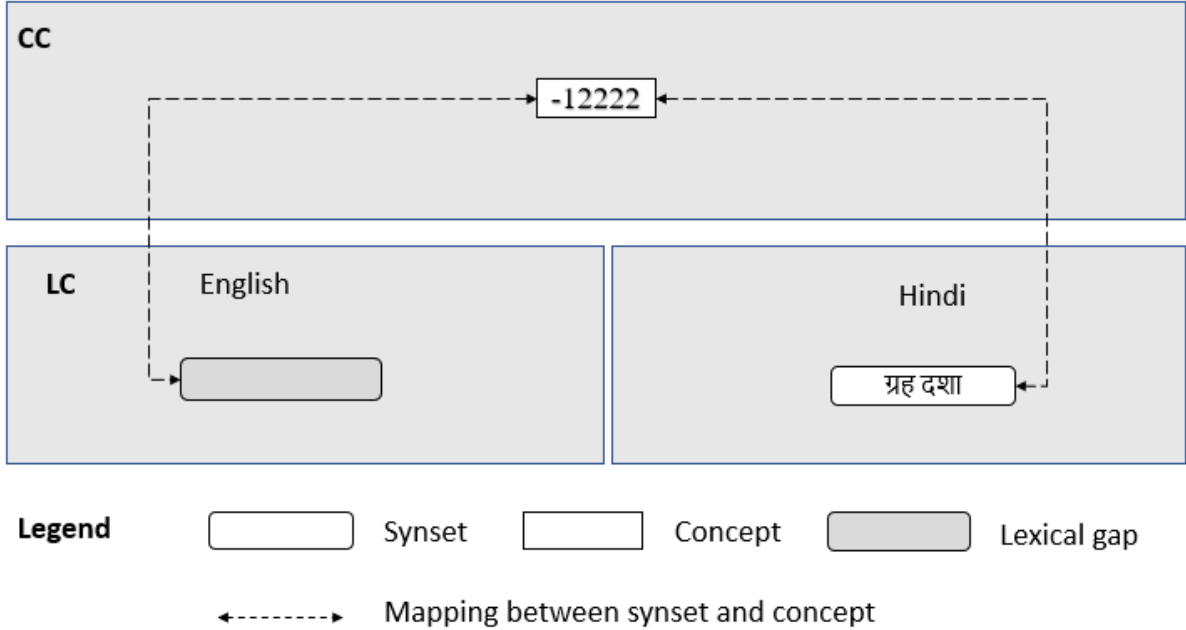 CC
-12222
LC
English
Hindi
ग्रह दशा
Legend
Synset
Concept
Lexical gap
Mapping between synset and concept